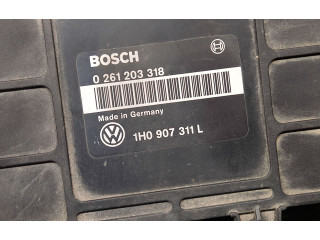 BOSCH
0 261 203 318
Made in Germany
1H0 907 311 L